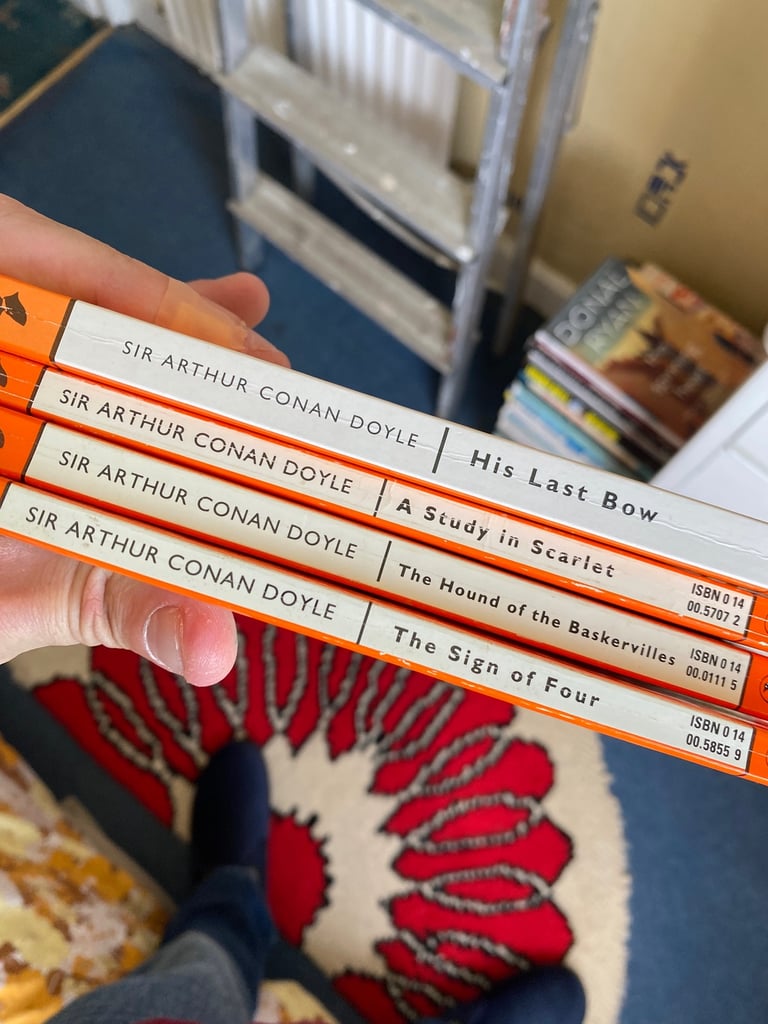 SIR ARTHUR CONAN DOYLE | His Last Bow
SIR ARTHUR CONAN DOYLE | A Study in Scarlet
ISBN 0 14
00.5707 2
SIR ARTHUR CONAN DOYLE | The Hound of the Baskervilles
ISBN 0 14
00.0111 5
SIR ARTHUR CONAN DOYLE | The Sign of Four
ISBN 0 14
00.5855 9
DONAL
RYAN